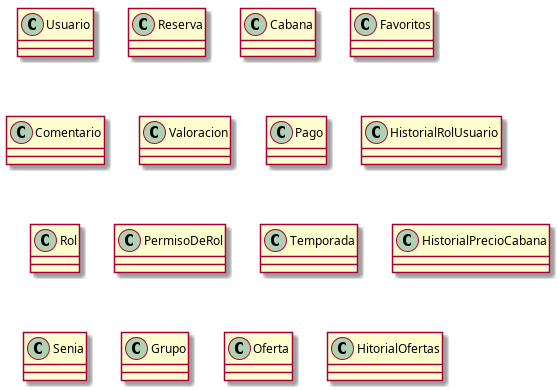 C Usuario C Reserva C Cabana C Favoritos
C Comentario C Valoracion C Pago C HistorialRolUsuario
C Rol C PermisoDeRol C Temporada C HistorialPrecioCabana
C Senia C Grupo C Oferta C HitorialOfertas